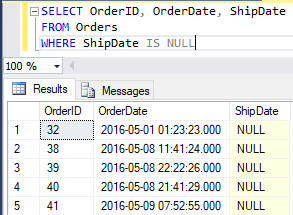 SELECT OrderID, OrderDate, ShipDate
FROM Orders
WHERE ShipDate IS NULL
100 %
Results Messages
OrderID OrderDate ShipDate
1 32 2016-05-01 01:23:23.000 NULL
2 38 2016-05-08 11:41:24.000 NULL
3 39 2016-05-08 22:22:26.000 NULL
4 40 2016-05-08 21:41:29.000 NULL
5 41 2016-05-09 07:52:55.000 NULL